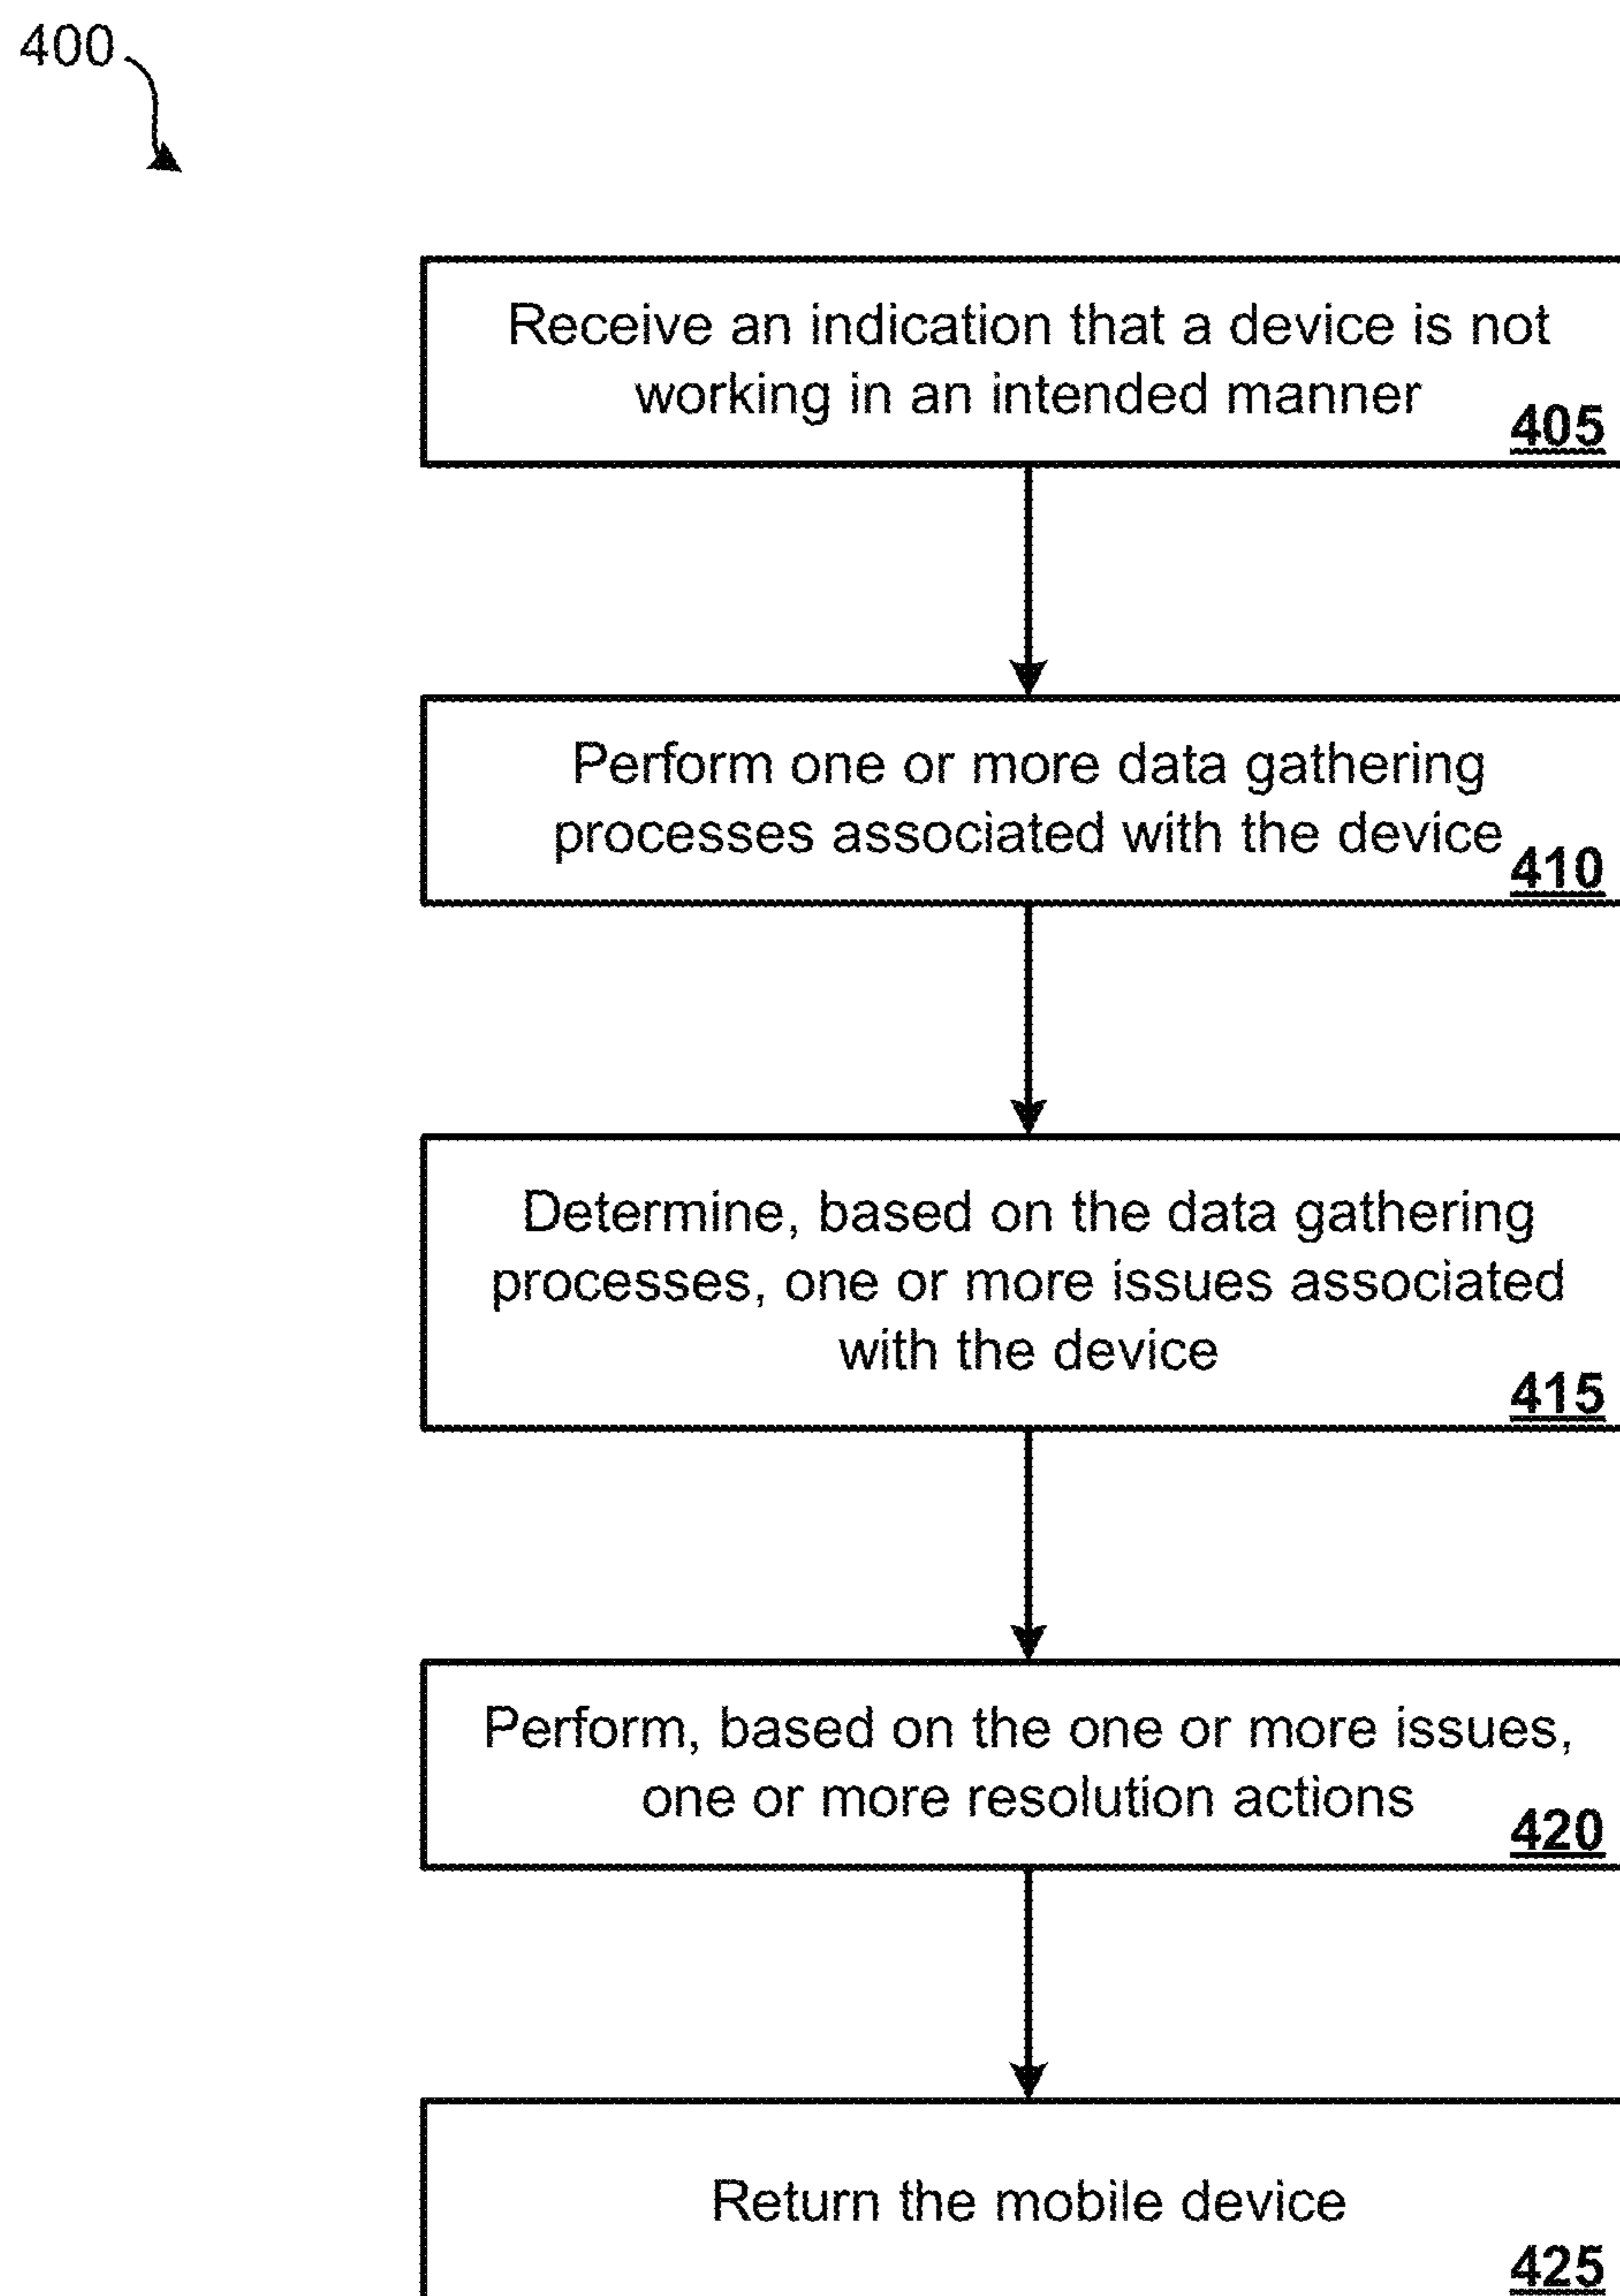 400
Receive an indication that a device is not
working in an intended manner
405
Perform one or more data gathering
processes associated with the device
410
Determine, based on the data gathering
processes, one or more issues associated
with the device
415
Perform, based on the one or more issues,
one or more resolution actions
420
Return the mobile device
425